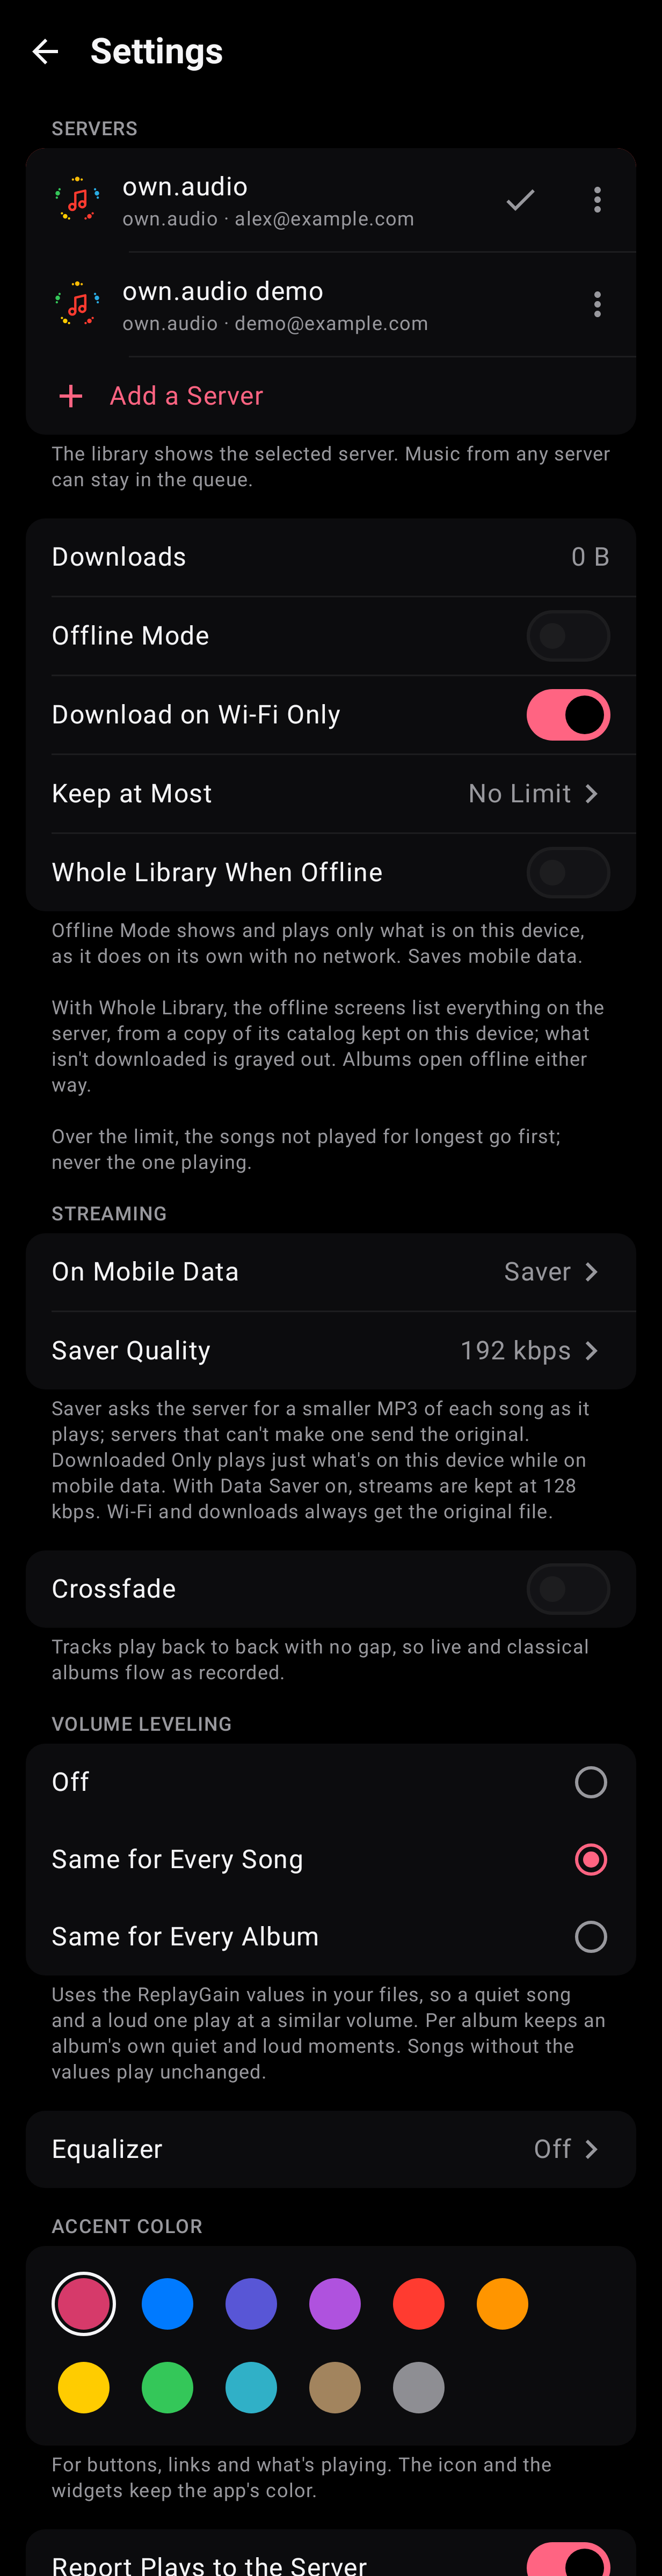 Settings
SERVERS
own.audio
own.audio · alex@example.com
own.audio demo
own.audio · demo@example.com
Add a Server
The library shows the selected server. Music from any server
can stay in the queue.
Downloads 0 B
Offline Mode
Download on Wi-Fi Only
Keep at Most No Limit
Whole Library When Offline
Offline Mode shows and plays only what is on this device,
as it does on its own with no network. Saves mobile data.
With Whole Library, the offline screens list everything on the
server, from a copy of its catalog kept on this device; what
isn't downloaded is grayed out. Albums open offline either
way.
Over the limit, the songs not played for longest go first;
never the one playing.
STREAMING
On Mobile Data Saver
Saver Quality 192 kbps
Saver asks the server for a smaller MP3 of each song as it
plays; servers that can't make one send the original.
Downloaded Only plays just what's on this device while on
mobile data. With Data Saver on, streams are kept at 128
kbps. Wi-Fi and downloads always get the original file.
Crossfade
Tracks play back to back with no gap, so live and classical
albums flow as recorded.
VOLUME LEVELING
Off
Same for Every Song
Same for Every Album
Uses the ReplayGain values in your files, so a quiet song
and a loud one play at a similar volume. Per album keeps an
album's own quiet and loud moments. Songs without the
values play unchanged.
Equalizer Off
ACCENT COLOR
For buttons, links and what's playing. The icon and the
widgets keep the app's color.
Report Plays to the Server